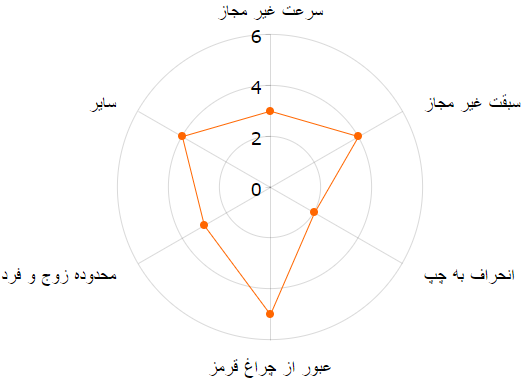 سرعت غیر مجاز
6
سبقت غیر مجاز
سایر
4
2
0
انحراف به چپ
محدوده زوج و فرد
عبور از چراغ قرمز